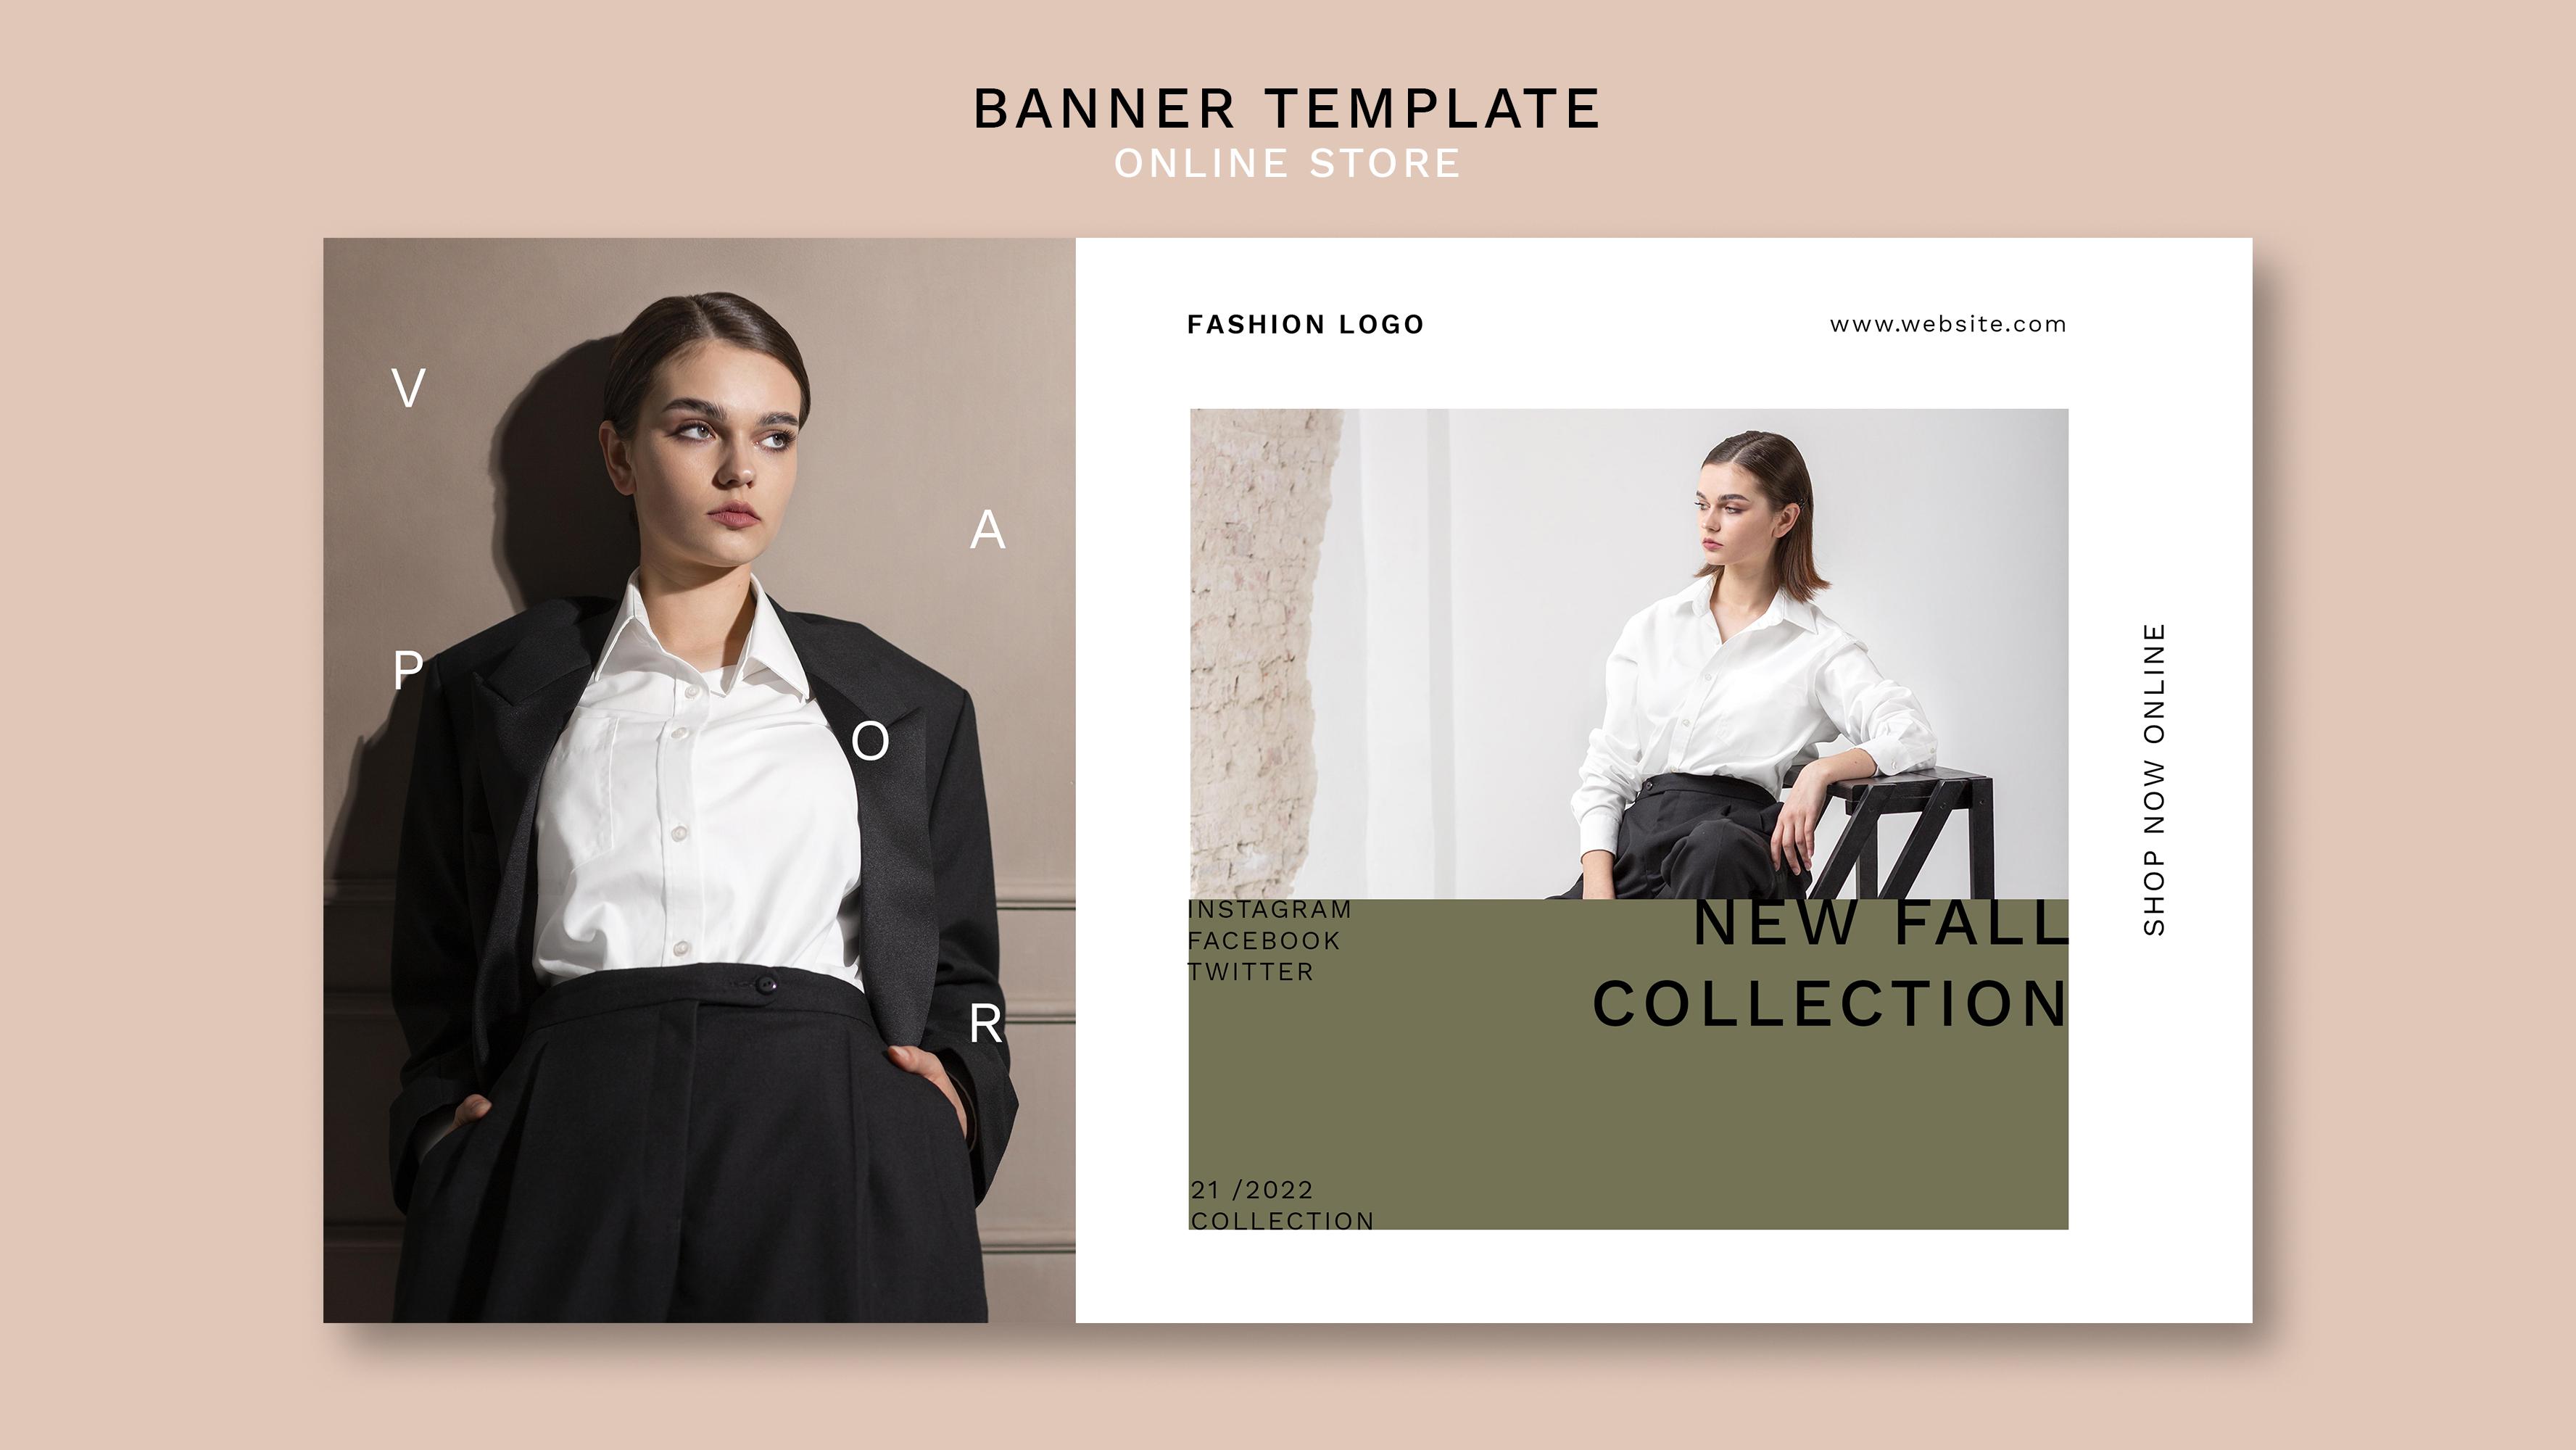 BANNER TEMPLATE
ONLINE STORE
V
A
P
O
R
FASHION LOGO
www.website.com
INSTAGRAM
FACEBOOK
TWITTER
NEW FALL
COLLECTION
21 /2022
COLLECTION
SHOP NOW ONLINE